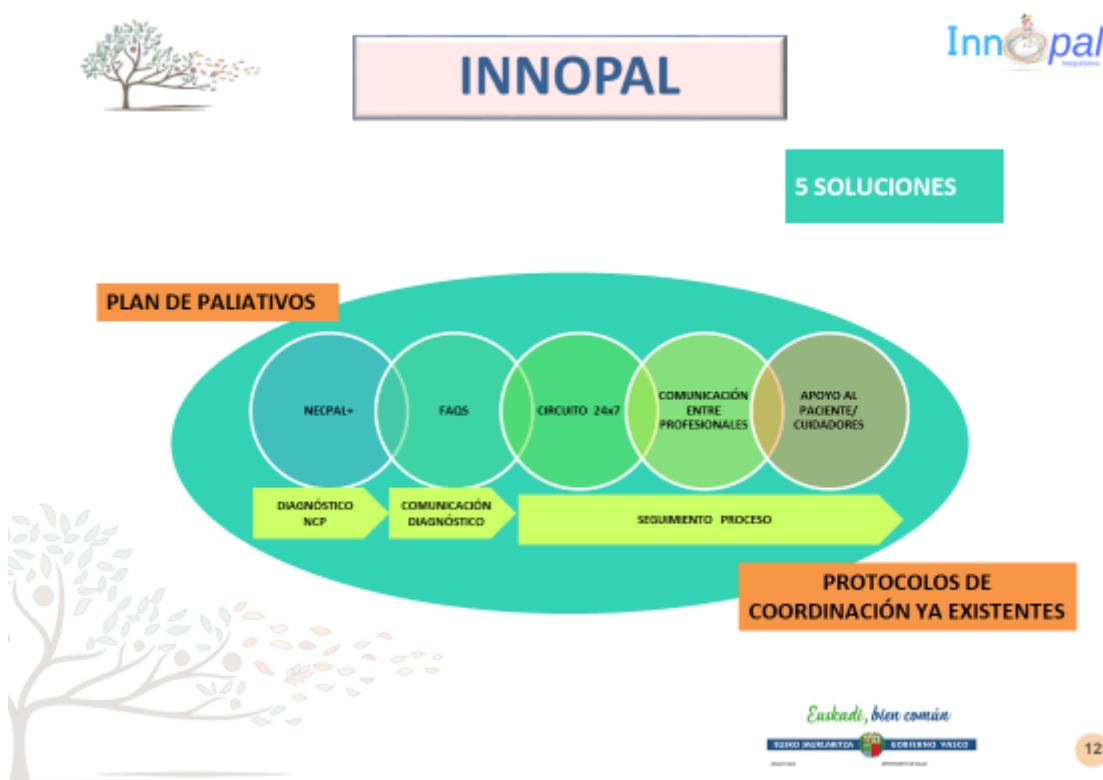 INNOPAL
Innopal
5 SOLUCIONES
PLAN DE PALIATIVOS
NECPAL+
FAQS
CIRCUITO 24x7
COMUNICACIÓN
ENTRE
PROFESIONALES
APOYO AL
PACIENTE/
CUIDADORES
DIAGNÓSTICO
NCP
COMUNICACIÓN
DIAGNÓSTICO
SEGUIMIENTO PROCESO
PROTOCOLOS DE
COORDINACIÓN YA EXISTENTES
Euskadi, bien común
EUSKO JAURLARITZA GOBIERNO VASCO
12